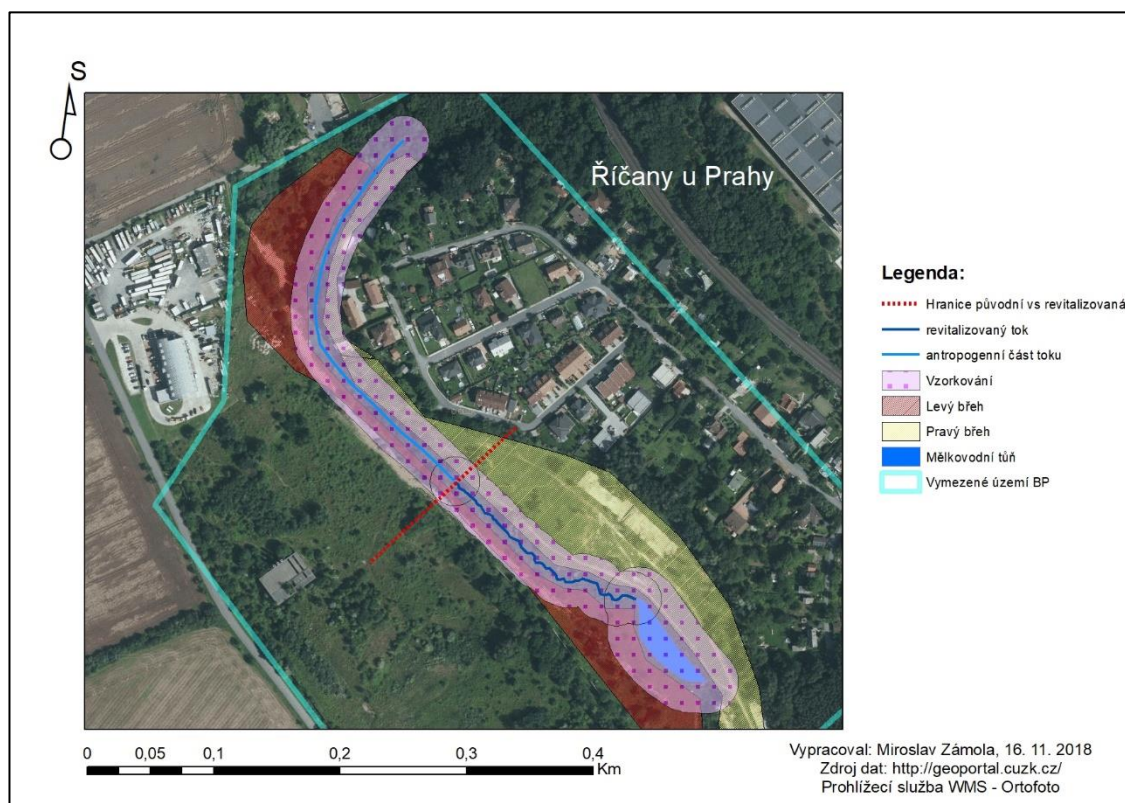 S
Říčany u Prahy
Legenda:
Hranice původní vs revitalizovaná
revitalizovaný tok
antropogenní část toku
Vzorkování
Levý břeh
Pravý břeh
Mělkovodní tůň
Vymezené území BP
0 0,05 0,1 0,2 0,3 0,4
Km
Vypracoval: Miroslav Zámola, 16. 11. 2018
Zdroj dat: http://geoportal.cuzk.cz/
Prohlížecí služba WMS - Ortofoto